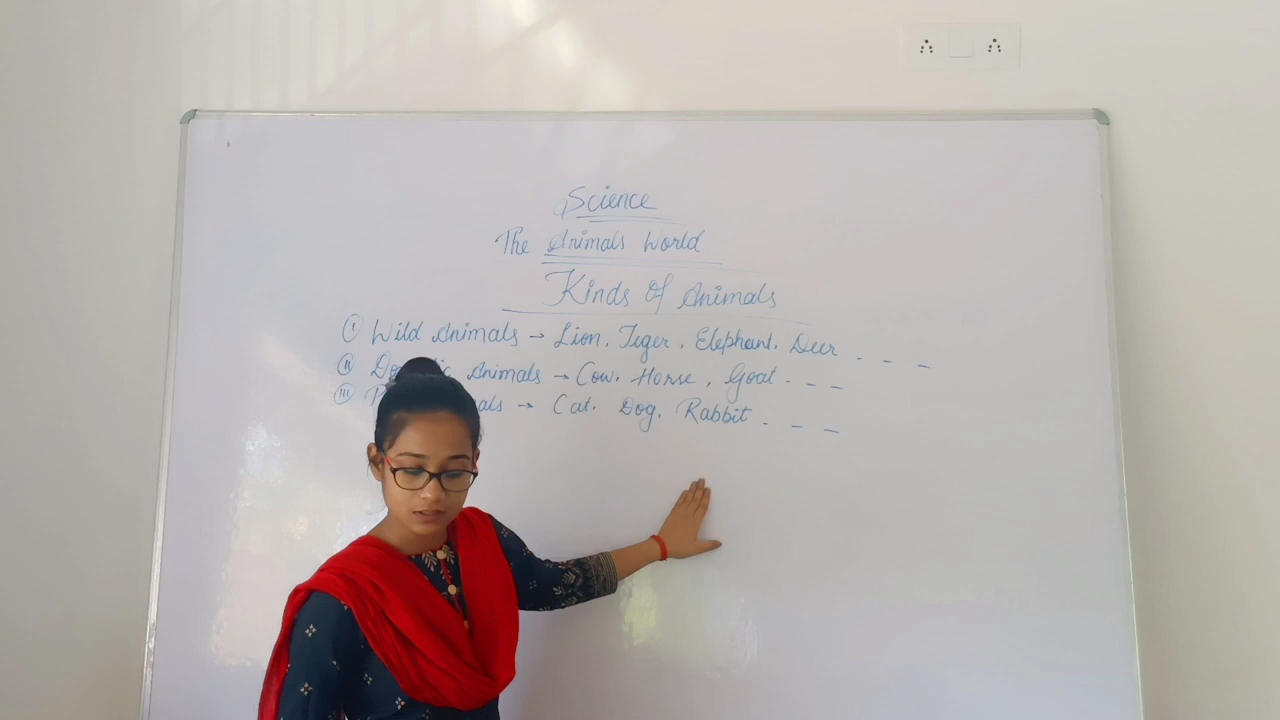 Science
The Animals World
Kinds Of Animals
I Wild Animals → Lion, Tiger, Elephant, Deer - - -
II Animals → Cow, Horse, Goat - - -
III → Cat, Dog, Rabbit - - -